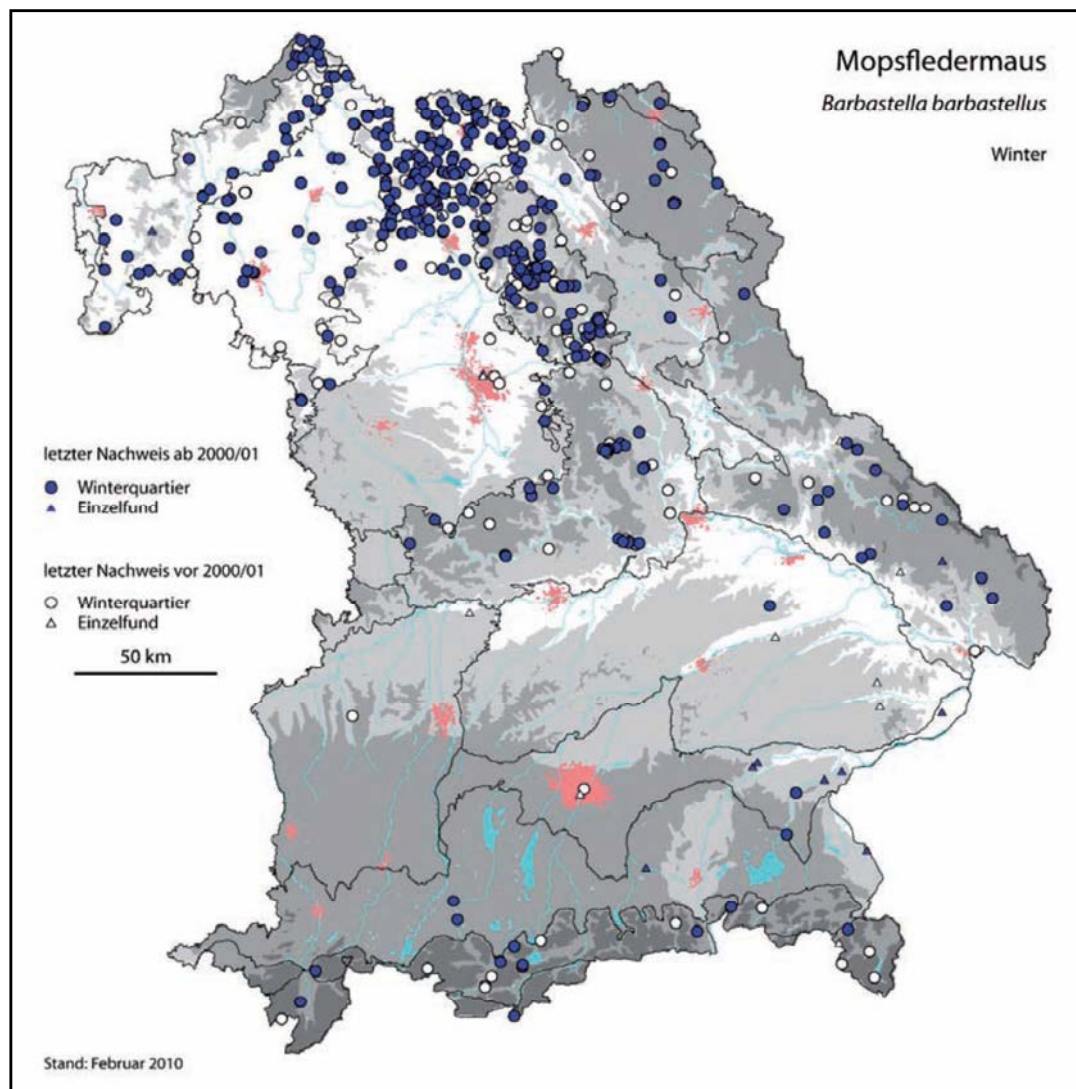 Mopsfledermaus
Barbastella barbastellus
Winter
letzter Nachweis ab 2000/01
Winterquartier
Einzelfund
letzter Nachweis vor 2000/01
Winterquartier
Einzelfund
50 km
Stand: Februar 2010